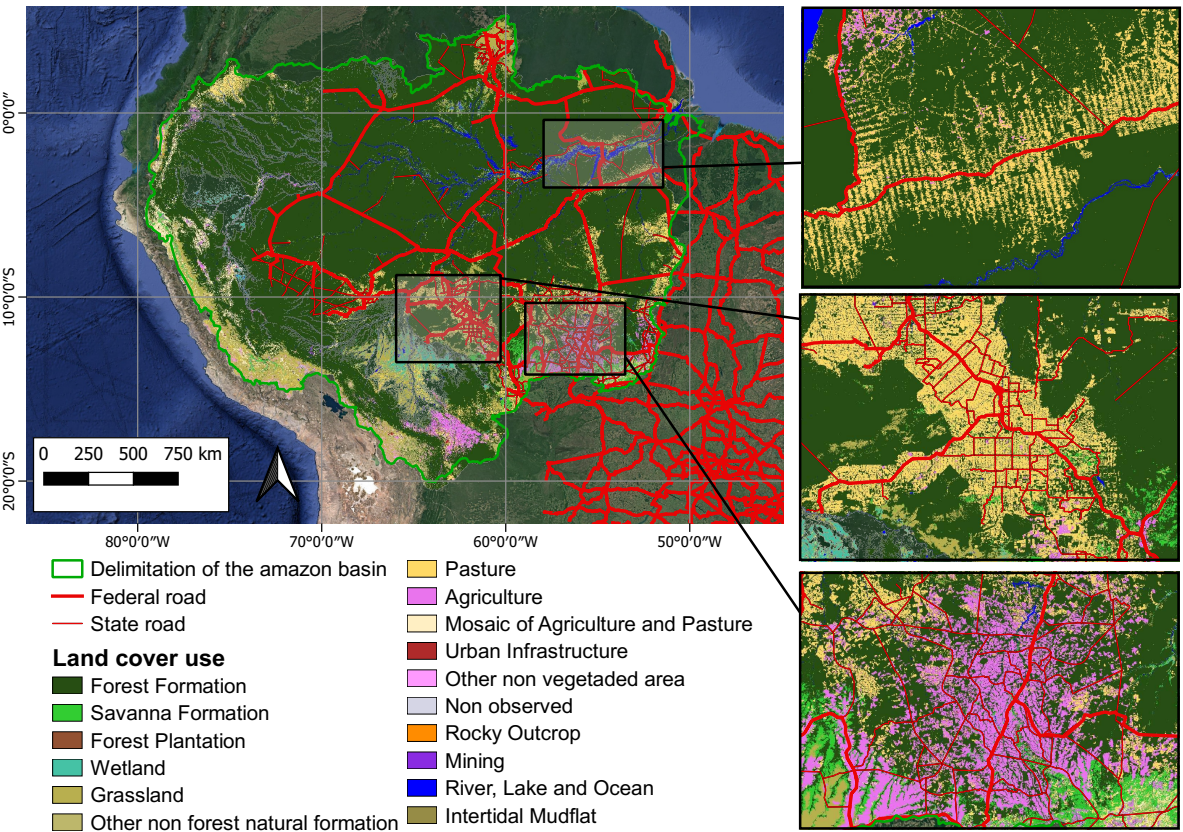 0°0'0"
10°0'0"S
20°0'0"S
0 250 500 750 km
80°0'0"W 70°0'0"W 60°0'0"W 50°0'0"W
Delimitation of the amazon basin
Federal road
State road
Land cover use
Forest Formation
Savanna Formation
Forest Plantation
Wetland
Grassland
Other non forest natural formation
Pasture
Agriculture
Mosaic of Agriculture and Pasture
Urban Infrastructure
Other non vegetaded area
Non observed
Rocky Outcrop
Mining
River, Lake and Ocean
Intertidal Mudflat